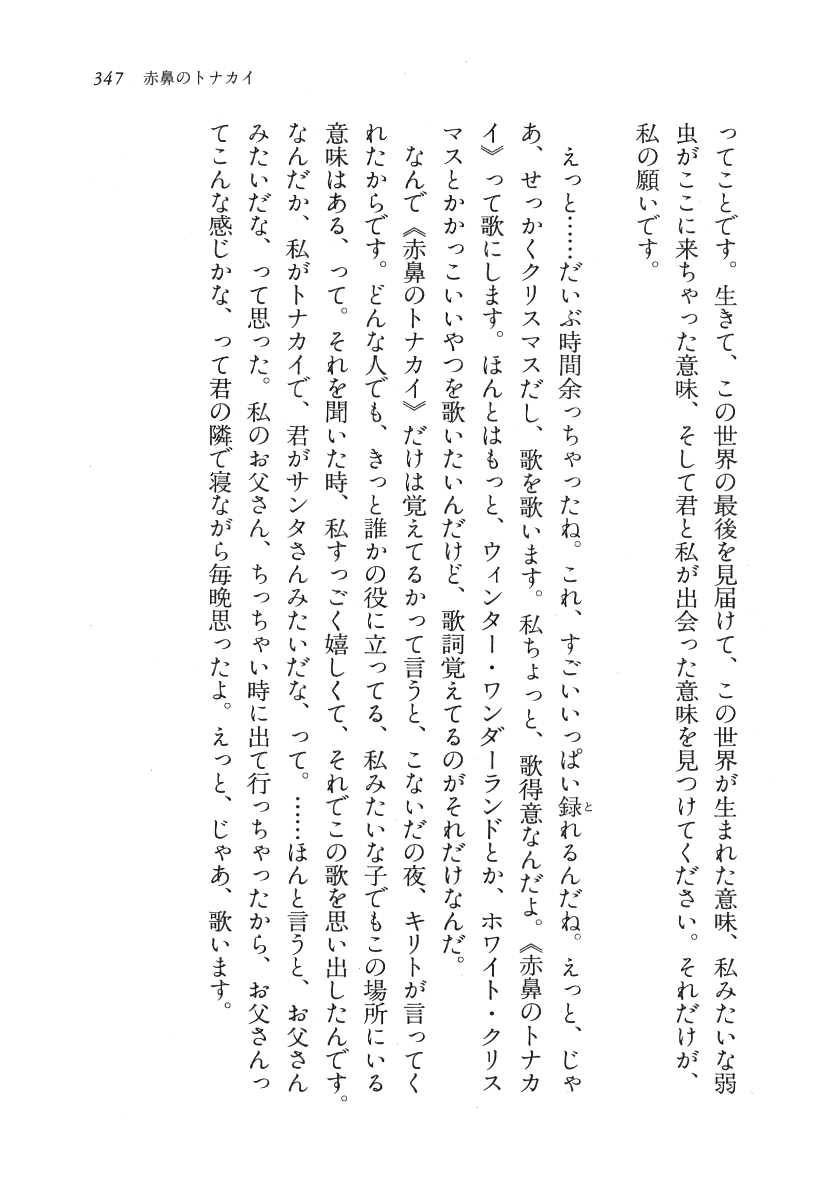 347 赤鼻のトナカイ
ってことです。生きて、この世界の最後を見届けて、この世界が生まれた意味、私みたいな弱
虫がここに来ちゃった意味、そして君と私が出会った意味を見つけてください。それだけが、
私の願いです。
えっと……だいぶ時間余っちゃったね。これ、すごいいっぱい録れるんだね。えっと、じゃ
と
あ、せっかくクリスマスだし、歌を歌います。私ちょっと、歌得意なんだよ。《赤鼻のトナカ
イ》って歌にします。ほんとはもっと、ウィンター・ワンダーランドとか、ホワイト・クリス
マスとかかっこいいやつを歌いたいんだけど、歌詞覚えてるのがそれだけなんだ。
なんで《赤鼻のトナカイ》だけは覚えてるかって言うと、こないだの夜、キリトが言ってく
れたからです。どんな人でも、きっと誰かの役に立ってる、私みたいな子でもこの場所にいる
意味はある、って。それを聞いた時、私すっごく嬉しくて、それでこの歌を思い出したんです。
なんだか、私がトナカイで、君がサンタさんみたいだな、って。……ほんと言うと、お父さん
みたいだな、って思った。私のお父さん、ちっちゃい時に出て行っちゃったから、お父さんっ
てこんな感じかな、って君の隣で寝ながら毎晩思ったよ。えっと、じゃあ、歌います。